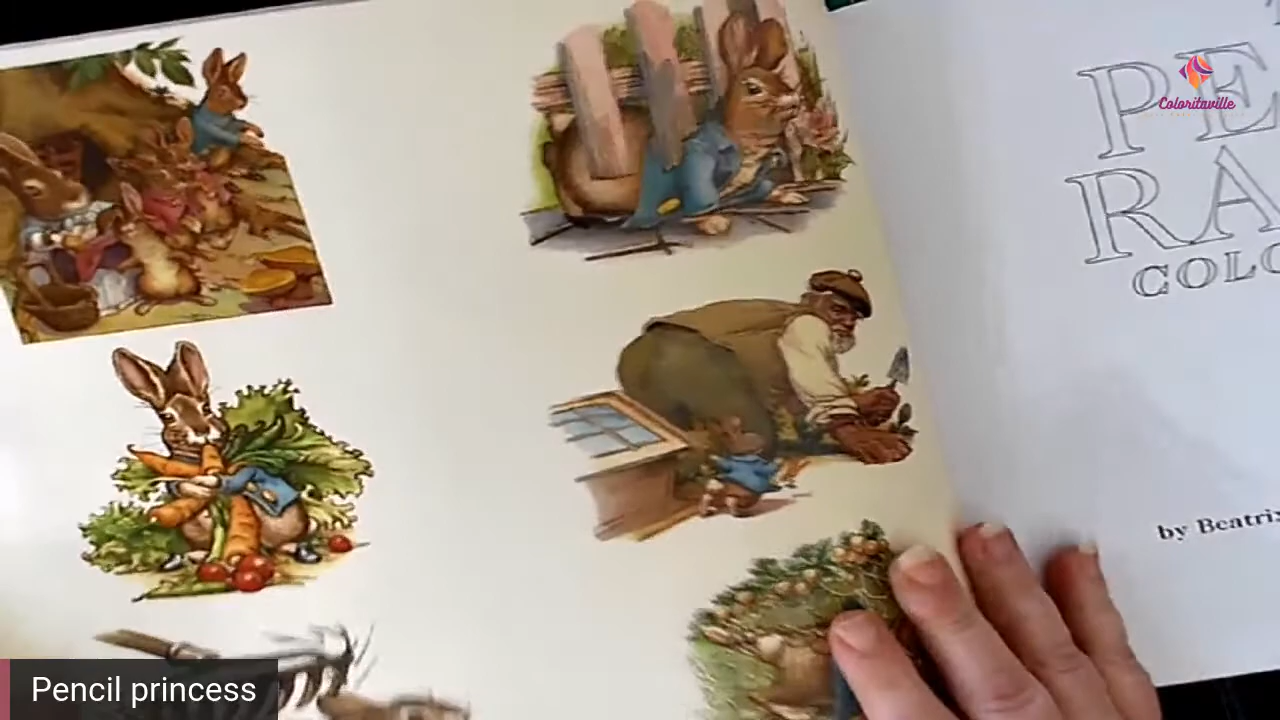 PE
RA
COLO
by Beatrix
Coloritaville
Pencil princess